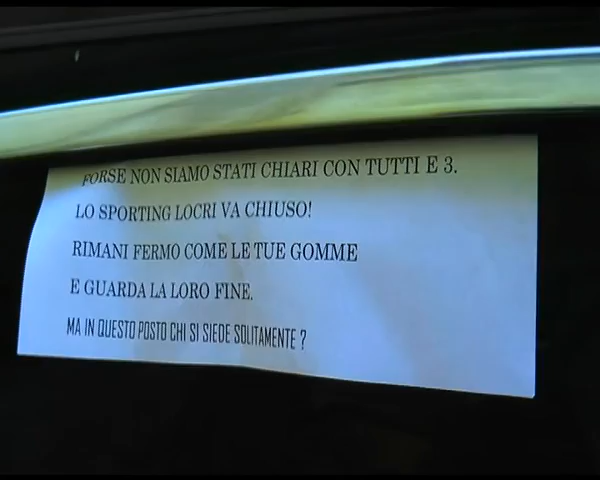 FORSE NON SIAMO STATI CHIARI CON TUTTI E 3.
LO SPORTING LOCRI VA CHIUSO!
RIMANI FERMO COME LE TUE GOMME
E GUARDA LA LORO FINE.
MA IN QUESTO POSTO CHI SI SIEDE SOLITAMENTE ?